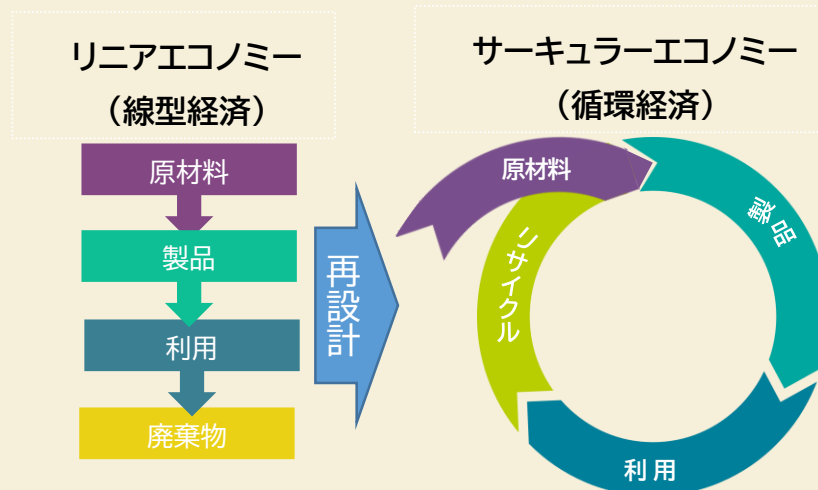 リニアエコノミー
（線型経済）
原材料
製品
利用
廃棄物
再設計
サーキュラーエコノミー
（循環経済）
原材料
製品
利用
リサイクル